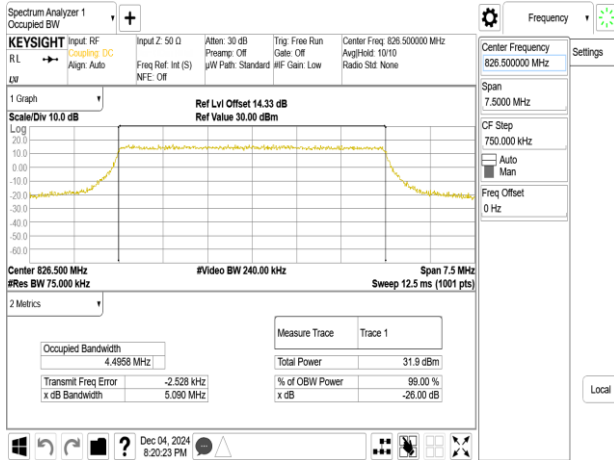 Spectrum Analyzer 1
Occupied BW
Frequency
KEYSIGHT
RL
LXI
Input: RF
Coupling: DC
Align: Auto
Input Z: 50 Ω
Freq Ref: Int (S)
NFE: Off
Atten: 30 dB
Preamp: Off
µW Path: Standard
Trig: Free Run
Gate: Off
#IF Gain: Low
Center Freq: 826.500000 MHz
Avg|Hold: 10/10
Radio Std: None
Center Frequency
826.500000 MHz
Settings
Span
7.5000 MHz
CF Step
750.000 kHz
Auto
Man
Freq Offset
0 Hz
Local
1 Graph
Scale/Div 10.0 dB
Ref Lvl Offset 14.33 dB
Ref Value 30.00 dBm
Log
20.0
10.0
0.00
-10.0
-20.0
-30.0
-40.0
-50.0
-60.0
Center 826.500 MHz
#Res BW 75.000 kHz
#Video BW 240.00 kHz
Span 7.5 MHz
Sweep 12.5 ms (1001 pts)
2 Metrics
Measure Trace Trace 1
Occupied Bandwidth
4.4958 MHz
Total Power 31.9 dBm
Transmit Freq Error -2.528 kHz
% of OBW Power 99.00 %
x dB Bandwidth 5.090 MHz
x dB -26.00 dB
?
Dec 04, 2024
8:20:23 PM